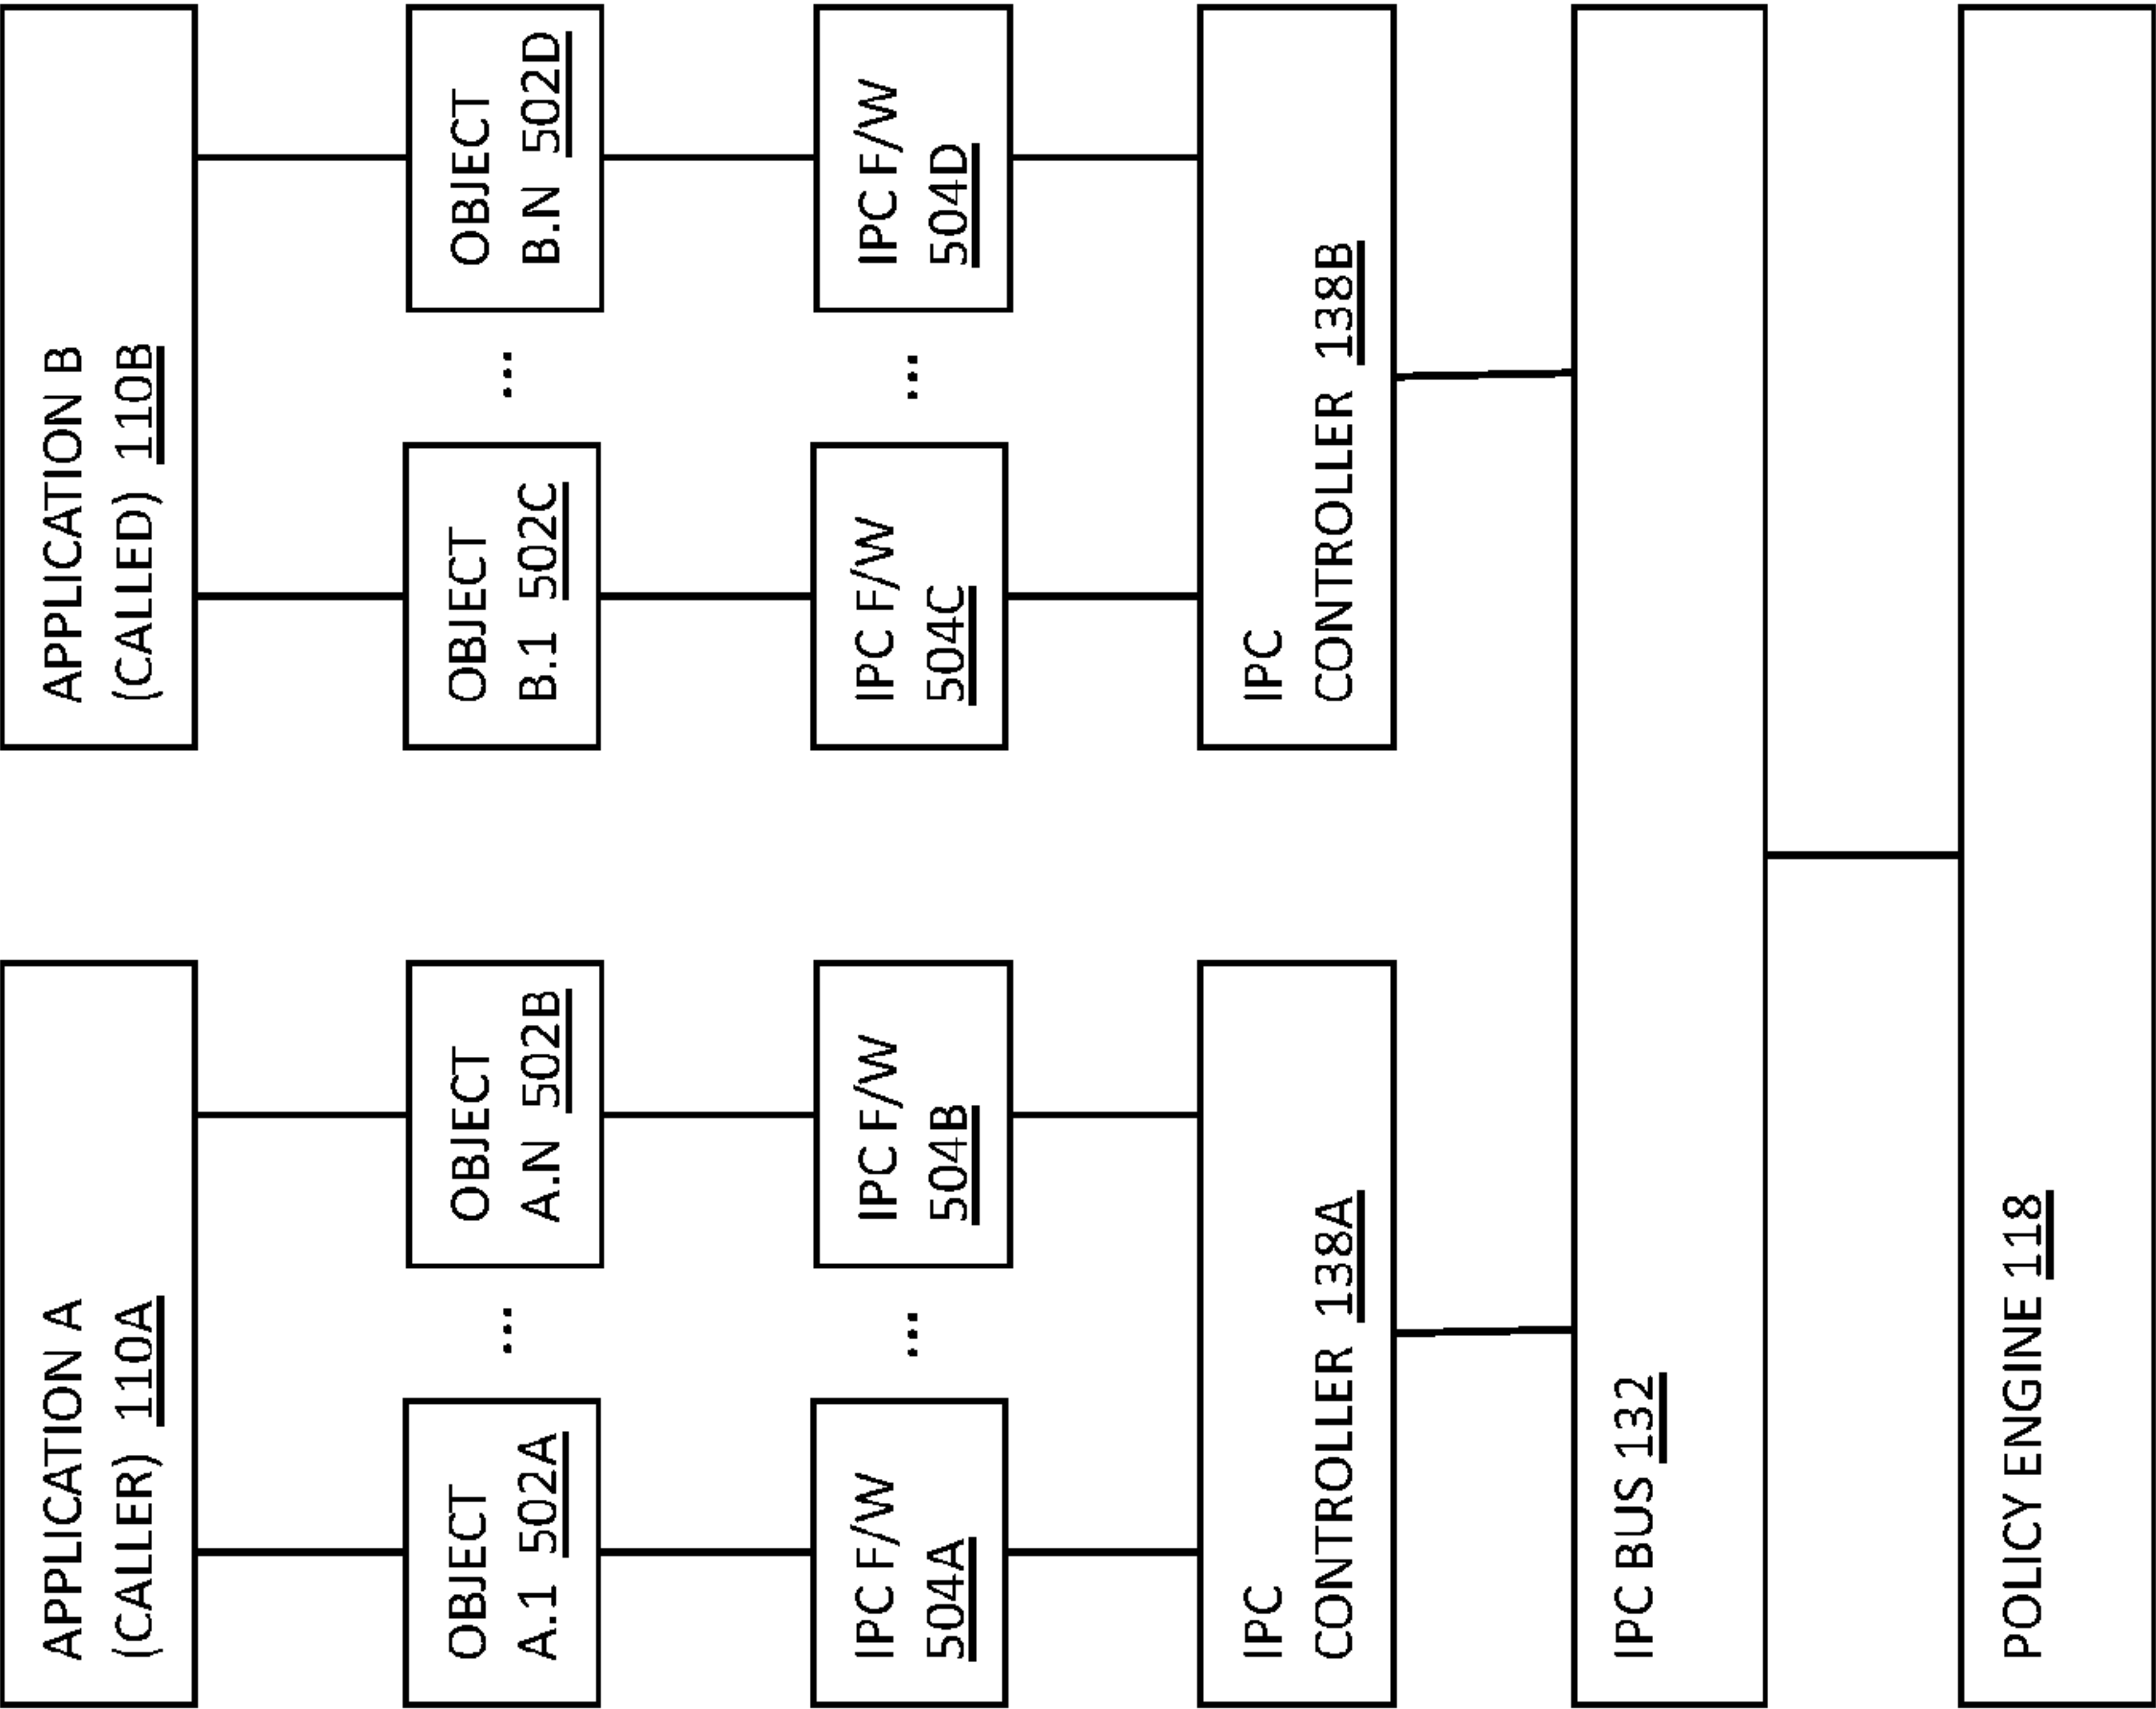 APPLICATION A
(CALLER) 110A
APPLICATION B
(CALLED) 110B
OBJECT
A.1 502A
...
OBJECT
A.N 502B
OBJECT
B.1 502C
...
OBJECT
B.N 502D
IPC F/W
504A
...
IPC F/W
504B
IPC F/W
504C
...
IPC F/W
504D
IPC
CONTROLLER 138A
IPC
CONTROLLER 138B
IPC BUS 132
POLICY ENGINE 118